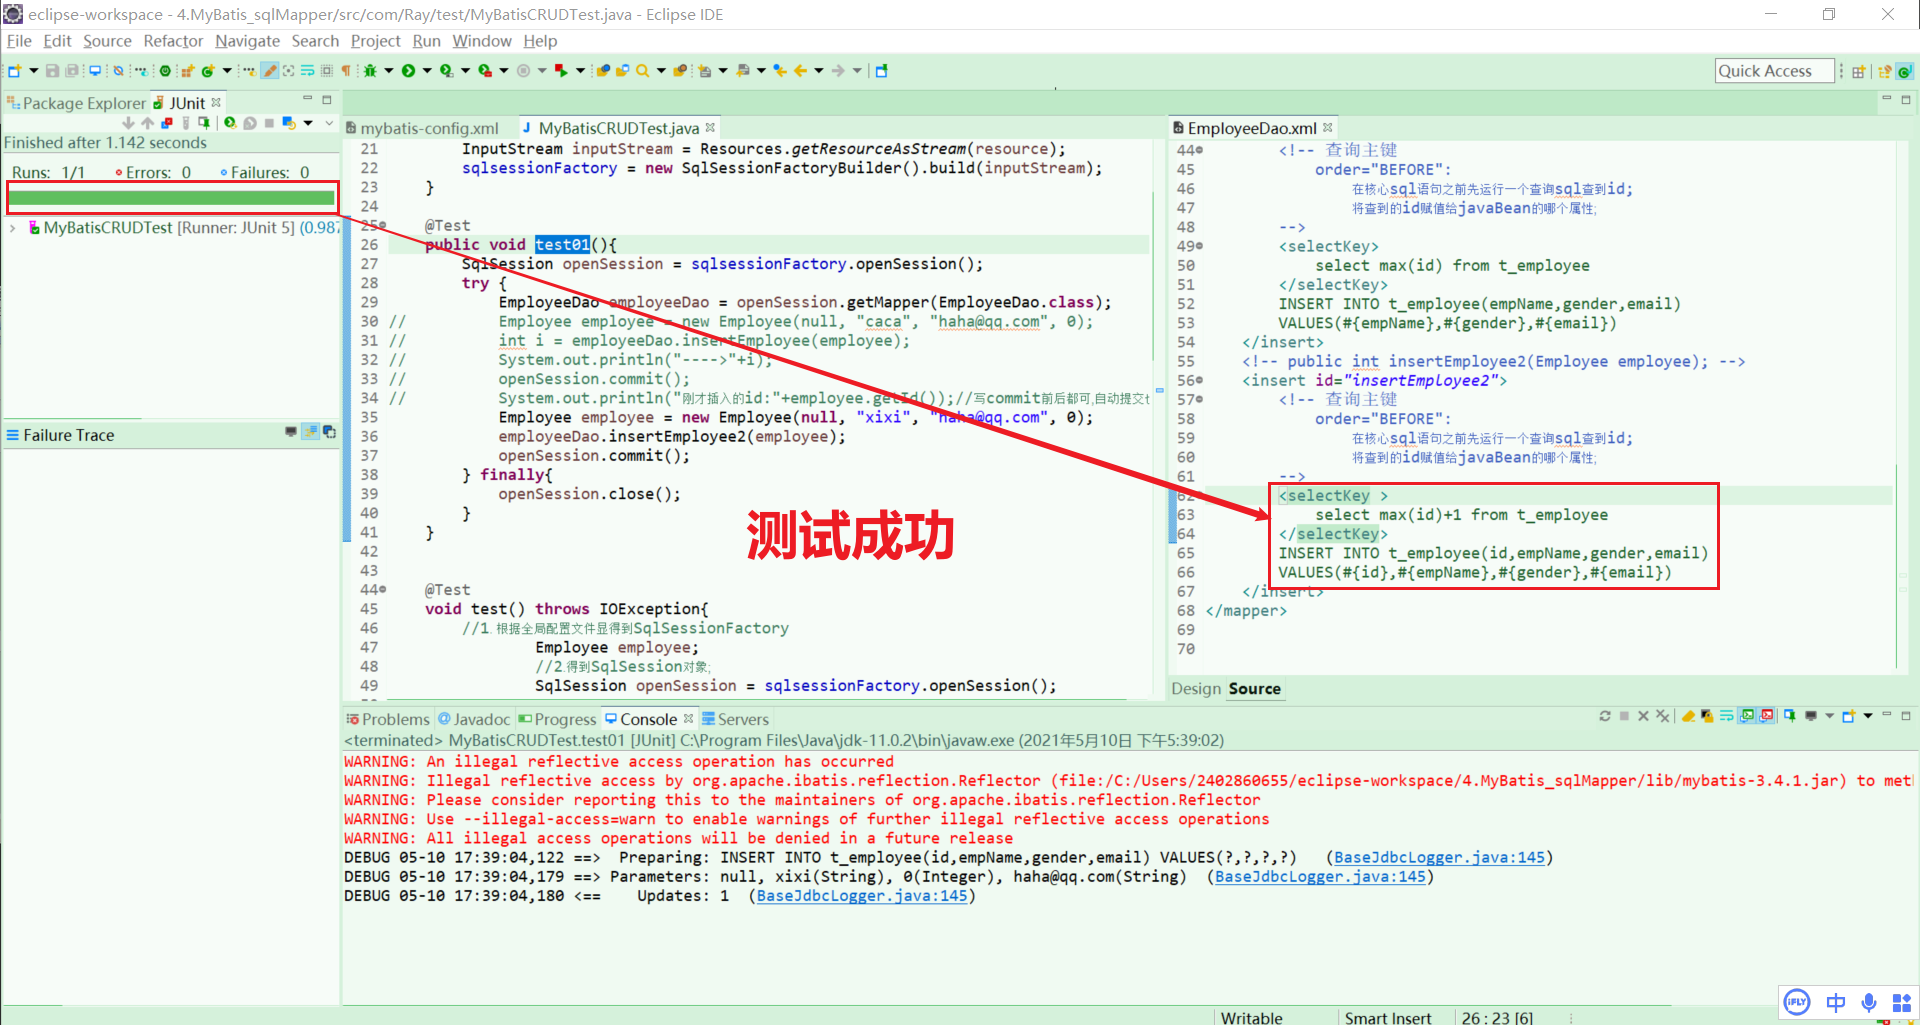 eclipse-workspace - 4.MyBatis_sqlMapper/src/com/Ray/test/MyBatisCRUDTest.java - Eclipse IDE
File Edit Source Refactor Navigate Search Project Run Window Help
Quick Access
Package Explorer JUnit
Finished after 1.142 seconds
Runs: 1/1 Errors: 0 Failures: 0
MyBatisCRUDTest [Runner: JUnit 5] (0.987
Failure Trace
mybatis-config.xml MyBatisCRUDTest.java
21 InputStream inputStream = Resources.getResourceAsStream(resource);
22 sqlsessionFactory = new SqlSessionFactoryBuilder().build(inputStream);
23 }
24
25 @Test
26 public void test01(){
27 SqlSession openSession = sqlsessionFactory.openSession();
28 try {
29 EmployeeDao employeeDao = openSession.getMapper(EmployeeDao.class);
30 // Employee employee = new Employee(null, "caca", "haha@qq.com", 0);
31 // int i = employeeDao.insertEmployee(employee);
32 // System.out.println("---->"+i);
33 // openSession.commit();
34 // System.out.println("刚才插入的id:"+employee.getId());//写commit前后都可,自动提交t
35 Employee employee = new Employee(null, "xixi", "haha@qq.com", 0);
36 employeeDao.insertEmployee2(employee);
37 openSession.commit();
38 } finally{
39 openSession.close();
40 }
41 }
42
43
44 @Test
45 void test() throws IOException{
46 //1.根据全局配置文件显得到SqlSessionFactory
47 Employee employee;
48 //2.得到SqlSession对象;
49 SqlSession openSession = sqlsessionFactory.openSession();
测试成功
EmployeeDao.xml
44 <!-- 查询主键
45 order="BEFORE":
46 在核心sql语句之前先运行一个查询sql查到id;
47 将查到的id赋值给javaBean的哪个属性;
48 -->
49 <selectKey>
50 select max(id) from t_employee
51 </selectKey>
52 INSERT INTO t_employee(empName,gender,email)
53 VALUES(#{empName},#{gender},#{email})
54 </insert>
55 <!-- public int insertEmployee2(Employee employee); -->
56 <insert id="insertEmployee2">
57 <!-- 查询主键
58 order="BEFORE":
59 在核心sql语句之前先运行一个查询sql查到id;
60 将查到的id赋值给javaBean的哪个属性;
61 -->
62 <selectKey >
63 select max(id)+1 from t_employee
64 </selectKey>
65 INSERT INTO t_employee(id,empName,gender,email)
66 VALUES(#{id},#{empName},#{gender},#{email})
67 </insert>
68 </mapper>
69
70
Design Source
Problems Javadoc Progress Console Servers
<terminated> MyBatisCRUDTest.test01 [JUnit] C:\Program Files\Java\jdk-11.0.2\bin\javaw.exe (2021年5月10日 下午5:39:02)
WARNING: An illegal reflective access operation has occurred
WARNING: Illegal reflective access by org.apache.ibatis.reflection.Reflector (file:/C:/Users/2402860655/eclipse-workspace/4.MyBatis_sqlMapper/lib/mybatis-3.4.1.jar) to met
WARNING: Please consider reporting this to the maintainers of org.apache.ibatis.reflection.Reflector
WARNING: Use --illegal-access=warn to enable warnings of further illegal reflective access operations
WARNING: All illegal access operations will be denied in a future release
DEBUG 05-10 17:39:04,122 ==>  Preparing: INSERT INTO t_employee(id,empName,gender,email) VALUES(?,?,?,?)   (BaseJdbcLogger.java:145)
DEBUG 05-10 17:39:04,179 ==> Parameters: null, xixi(String), 0(Integer), haha@qq.com(String)  (BaseJdbcLogger.java:145)
DEBUG 05-10 17:39:04,180 <==    Updates: 1  (BaseJdbcLogger.java:145)
iFLY 中
Writable Smart Insert 26 : 23 [6]